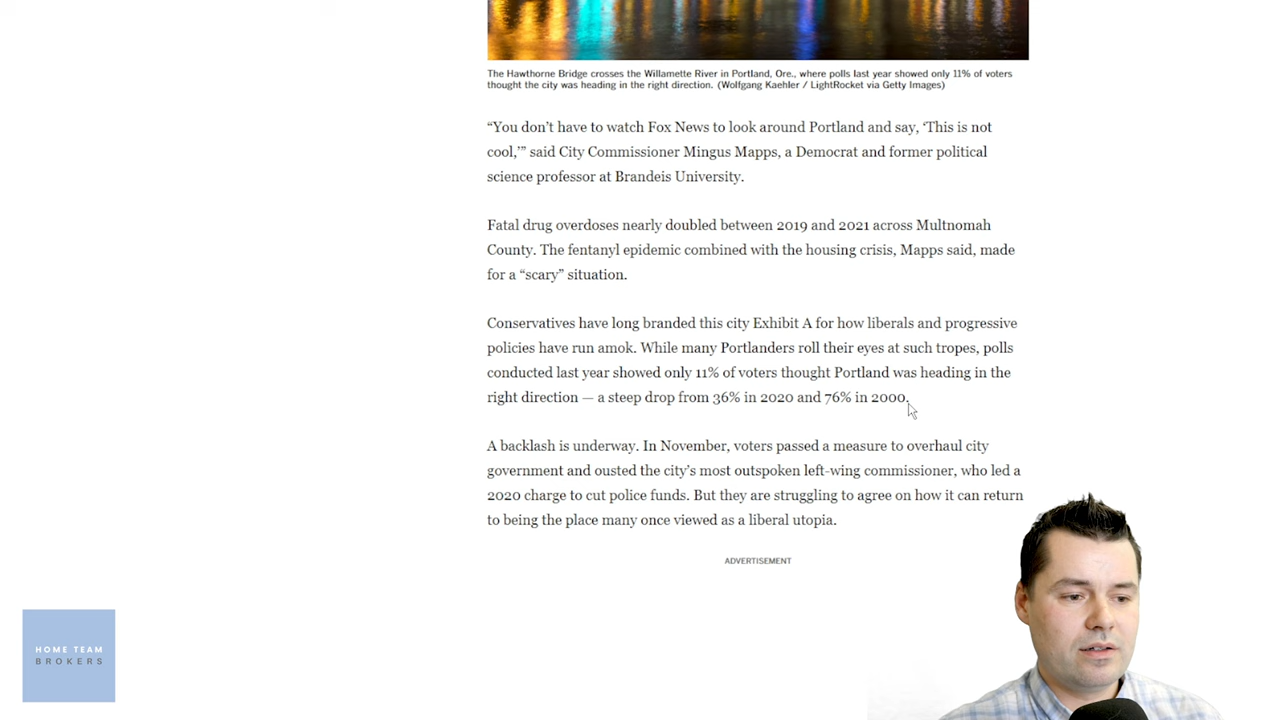 The Hawthorne Bridge crosses the Willamette River in Portland, Ore., where polls last year showed only 11% of voters
thought the city was heading in the right direction. (Wolfgang Kaehler / LightRocket via Getty Images)
“You don’t have to watch Fox News to look around Portland and say, ‘This is not
cool,’” said City Commissioner Mingus Mapps, a Democrat and former political
science professor at Brandeis University.
Fatal drug overdoses nearly doubled between 2019 and 2021 across Multnomah
County. The fentanyl epidemic combined with the housing crisis, Mapps said, made
for a “scary” situation.
Conservatives have long branded this city Exhibit A for how liberals and progressive
policies have run amok. While many Portlanders roll their eyes at such tropes, polls
conducted last year showed only 11% of voters thought Portland was heading in the
right direction — a steep drop from 36% in 2020 and 76% in 2000.
A backlash is underway. In November, voters passed a measure to overhaul city
government and ousted the city’s most outspoken left-wing commissioner, who led a
2020 charge to cut police funds. But they are struggling to agree on how it can return
to being the place many once viewed as a liberal utopia.
ADVERTISEMENT
HOME TEAM
BROKERS